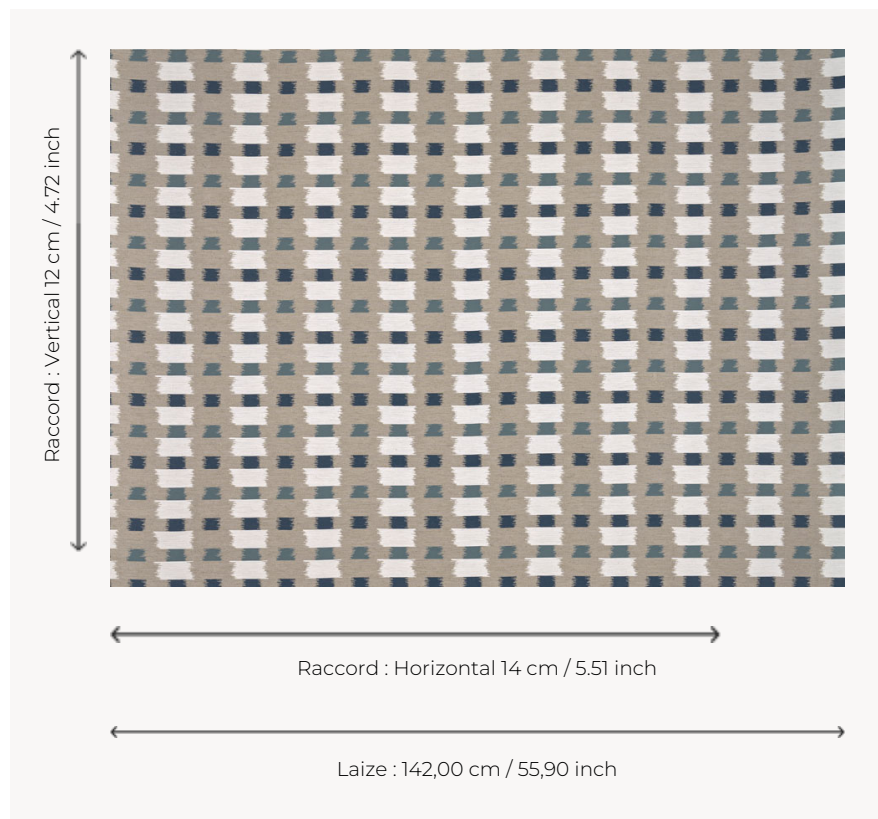 Raccord : Vertical 12 cm / 4.72 inch
Raccord : Horizontal 14 cm / 5.51 inch
Laize : 142,00 cm / 55,90 inch